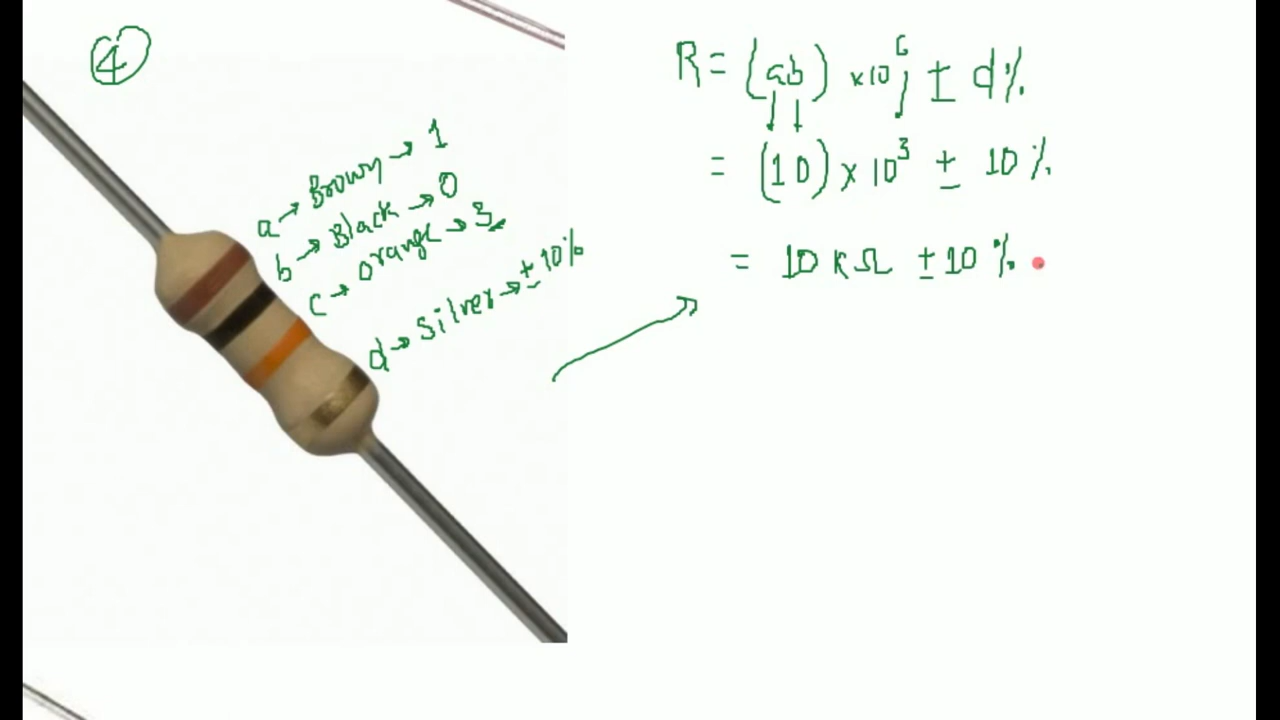 4
a → Brown → 1
b → Black → 0
c → orange → 3
d → silver → ± 10%
R = (ab) × 10^c ± d%
= (10) × 10^3 ± 10%
= 10 KΩ ± 10%